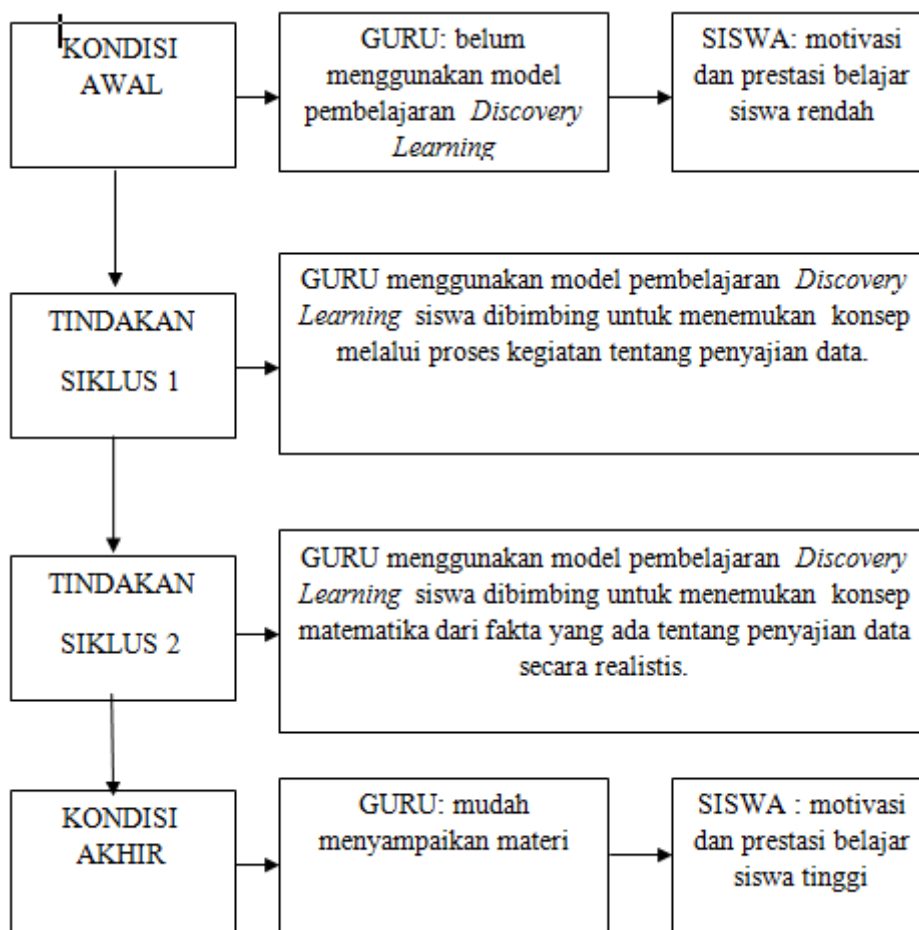 KONDISI
AWAL
GURU: belum
menggunakan model
pembelajaran Discovery
Learning
SISWA: motivasi
dan prestasi belajar
siswa rendah
TINDAKAN
SIKLUS 1
GURU menggunakan model pembelajaran Discovery
Learning siswa dibimbing untuk menemukan konsep
melalui proses kegiatan tentang penyajian data.
TINDAKAN
SIKLUS 2
GURU menggunakan model pembelajaran Discovery
Learning siswa dibimbing untuk menemukan konsep
matematika dari fakta yang ada tentang penyajian data
secara realistis.
KONDISI
AKHIR
GURU: mudah
menyampaikan materi
SISWA : motivasi
dan prestasi belajar
siswa tinggi